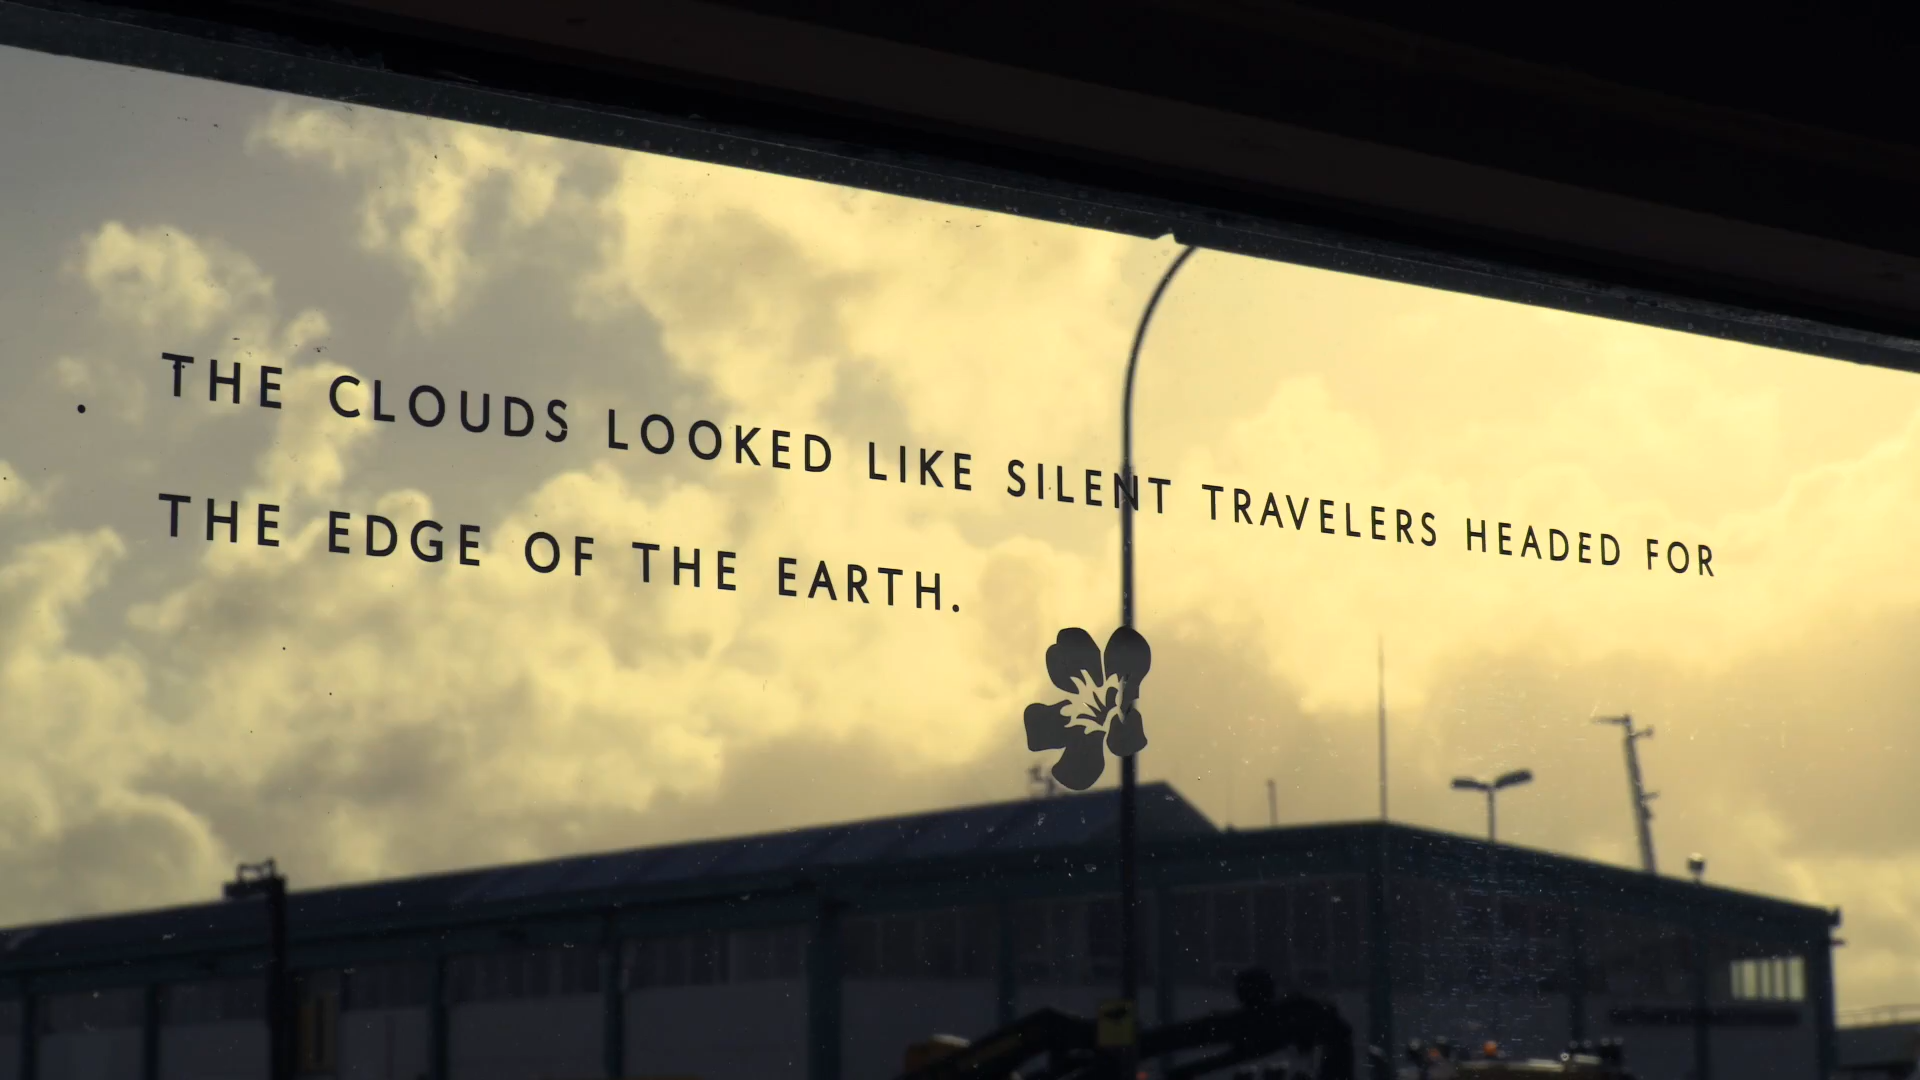 THE CLOUDS LOOKED LIKE SILENT TRAVELERS HEADED FOR
THE EDGE OF THE EARTH.